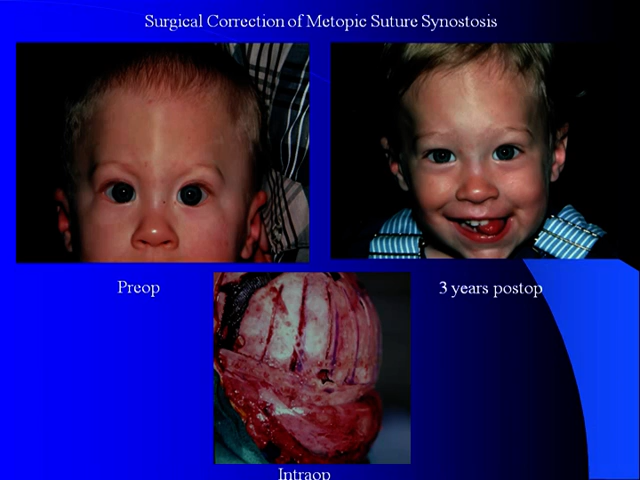 Surgical Correction of Metopic Suture Synostosis
Preop
3 years postop
Intraop